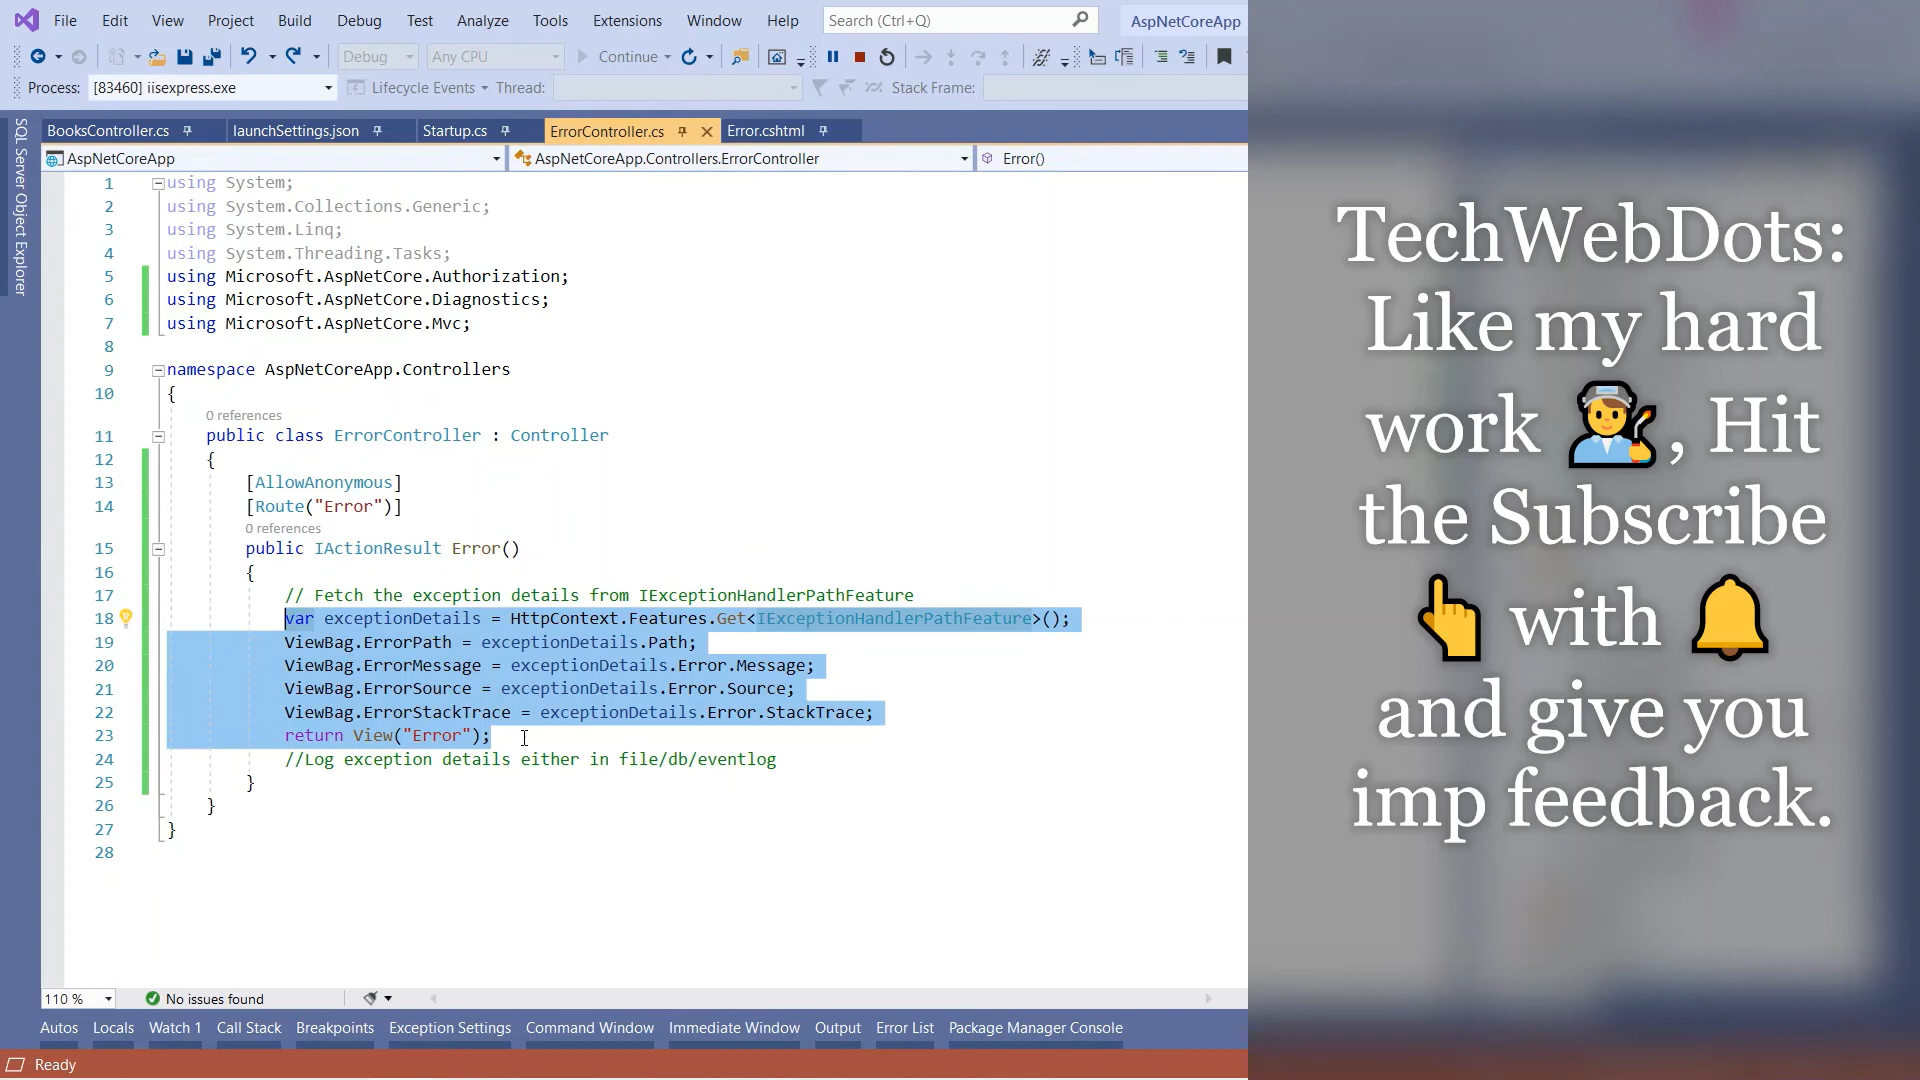 File Edit View Project Build Debug Test Analyze Tools Extensions Window Help Search (Ctrl+Q) AspNetCoreApp
Debug Any CPU Continue
Process: [83460] iisexpress.exe Lifecycle Events Thread: Stack Frame:
SQL Server Object Explorer
BooksController.cs launchSettings.json Startup.cs ErrorController.cs Error.cshtml
AspNetCoreApp AspNetCoreApp.Controllers.ErrorController Error()
1 using System;
2 using System.Collections.Generic;
3 using System.Linq;
4 using System.Threading.Tasks;
5 using Microsoft.AspNetCore.Authorization;
6 using Microsoft.AspNetCore.Diagnostics;
7 using Microsoft.AspNetCore.Mvc;
8
9 namespace AspNetCoreApp.Controllers
10 {
0 references
11 public class ErrorController : Controller
12 {
13 [AllowAnonymous]
14 [Route("Error")]
0 references
15 public IActionResult Error()
16 {
17 // Fetch the exception details from IExceptionHandlerPathFeature
18 var exceptionDetails = HttpContext.Features.Get<IExceptionHandlerPathFeature>();
19 ViewBag.ErrorPath = exceptionDetails.Path;
20 ViewBag.ErrorMessage = exceptionDetails.Error.Message;
21 ViewBag.ErrorSource = exceptionDetails.Error.Source;
22 ViewBag.ErrorStackTrace = exceptionDetails.Error.StackTrace;
23 return View("Error");
24 //Log exception details either in file/db/eventlog
25 }
26 }
27 }
28
110 % No issues found
Autos Locals Watch 1 Call Stack Breakpoints Exception Settings Command Window Immediate Window Output Error List Package Manager Console
Ready
TechWebDots:
Like my hard
work 👨‍🏭, Hit
the Subscribe
👆 with 🔔
and give you
imp feedback.